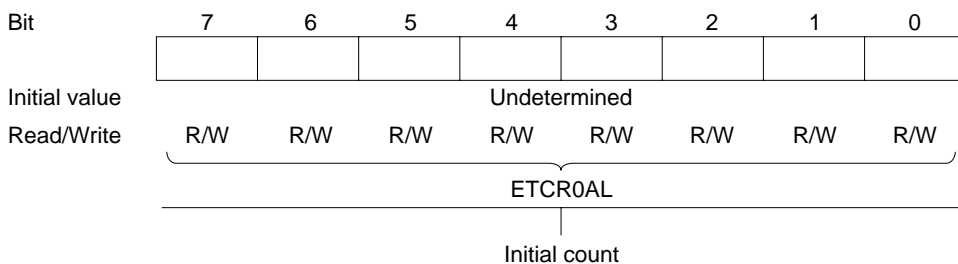 Bit 7 6 5 4 3 2 1 0
Initial value Undetermined
Read/Write R/W R/W R/W R/W R/W R/W R/W R/W
ETCR0AL
Initial count